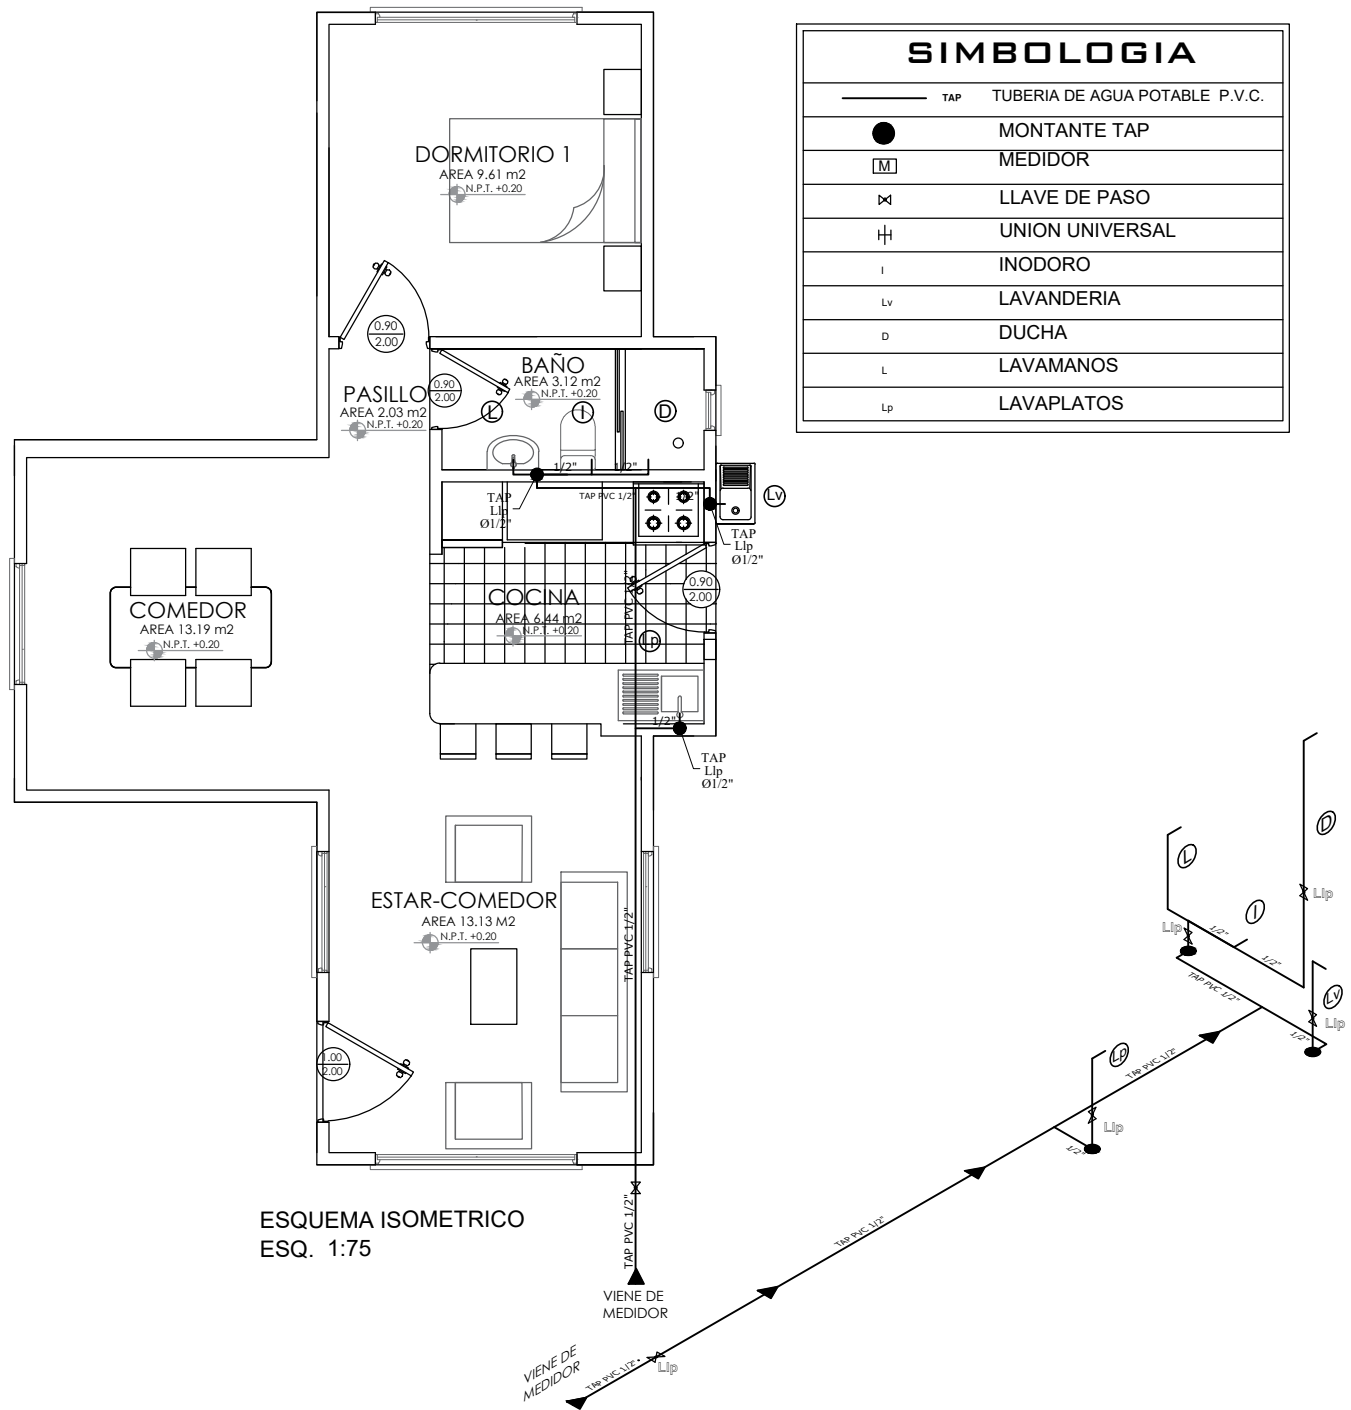 SIMBOLOGIA
TAP TUBERIA DE AGUA POTABLE P.V.C.
MONTANTE TAP
M MEDIDOR
LLAVE DE PASO
UNION UNIVERSAL
I INODORO
Lv LAVANDERIA
D DUCHA
L LAVAMANOS
Lp LAVAPLATOS
DORMITORIO 1
AREA 9.61 m2
N.P.T. +0.20
0.90
2.00
BAÑO
AREA 3.12 m2
N.P.T. +0.20
0.90
2.00
PASILLO
AREA 2.03 m2
N.P.T. +0.20
L
I
D
1/2"
1/2"
TAP
Llp
Ø1/2"
TAP PVC 1/2"
1/2"
Lv
TAP
Llp
Ø1/2"
0.90
2.00
COCINA
AREA 6.44 m2
N.P.T. +0.20
TAP PVC 1/2"
Lp
COMEDOR
AREA 13.19 m2
N.P.T. +0.20
1/2"
TAP
Llp
Ø1/2"
ESTAR-COMEDOR
AREA 13.13 M2
N.P.T. +0.20
TAP PVC 1/2"
1.00
2.00
TAP PVC 1/2"
VIENE DE
MEDIDOR
ESQUEMA ISOMETRICO
ESQ. 1:75
D
L
Llp
I
Llp
1/2"
1/2"
TAP PVC 1/2"
Lv
Llp
1/2"
Lp
TAP PVC 1/2"
Llp
1/2"
TAP PVC 1/2"
Llp
TAP PVC 1/2"
VIENE DE
MEDIDOR